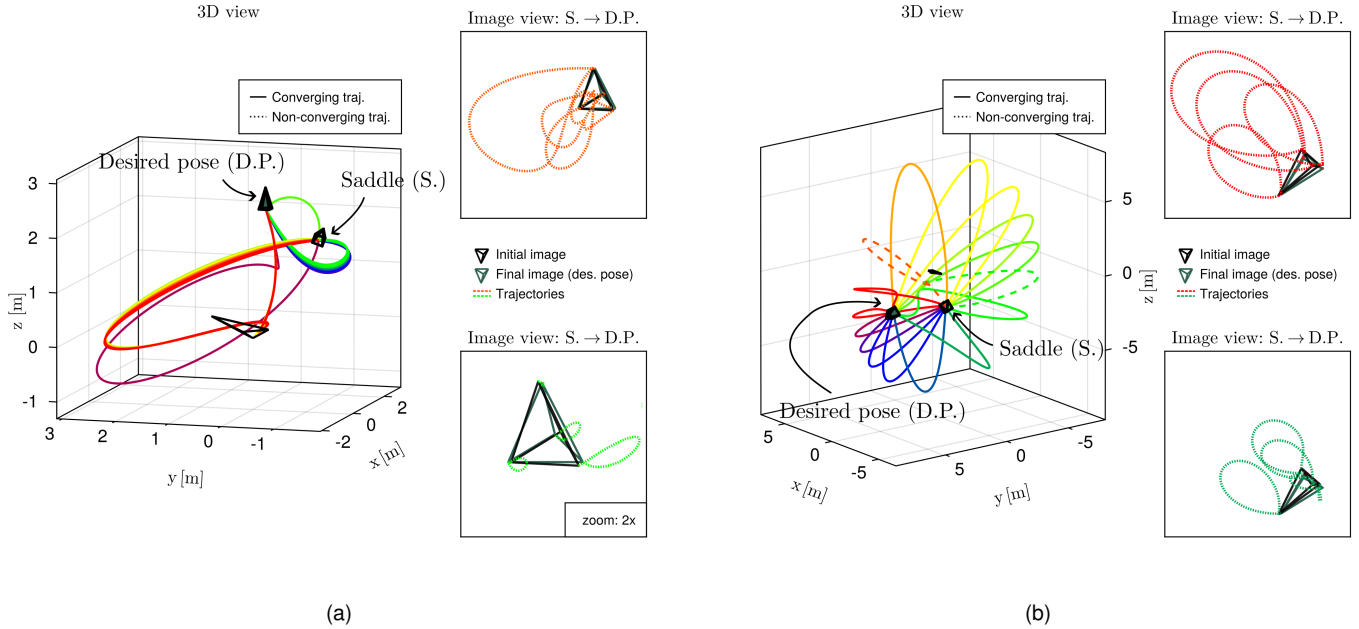 3D view
Image view: S. → D.P.
Converging traj.
Non-converging traj.
Desired pose (D.P.)
Saddle (S.)
3
2
1
0
-1
z [m]
3
2
1
0
-1
y [m]
-2
0
2
x [m]
Initial image
Final image (des. pose)
Trajectories
Image view: S. → D.P.
zoom: 2x
(a)
3D view
Image view: S. → D.P.
Converging traj.
Non-converging traj.
5
0
-5
z [m]
Saddle (S.)
Desired pose (D.P.)
5
0
-5
x [m]
5
0
-5
y [m]
Initial image
Final image (des. pose)
Trajectories
Image view: S. → D.P.
(b)